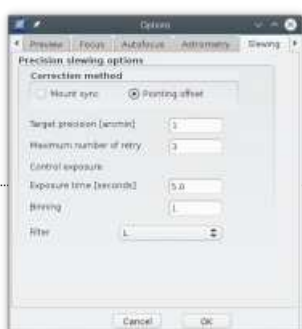 Options
Preview Focus Autofocus Astrometry Slewing
Precision slewing options
Correction method
Mount sync Pointing offset
Target precision [arcmin] 1
Maximum number of retry 3
Control exposure
Exposure time [seconds] 5.0
Binning 1
Filter L
Cancel OK